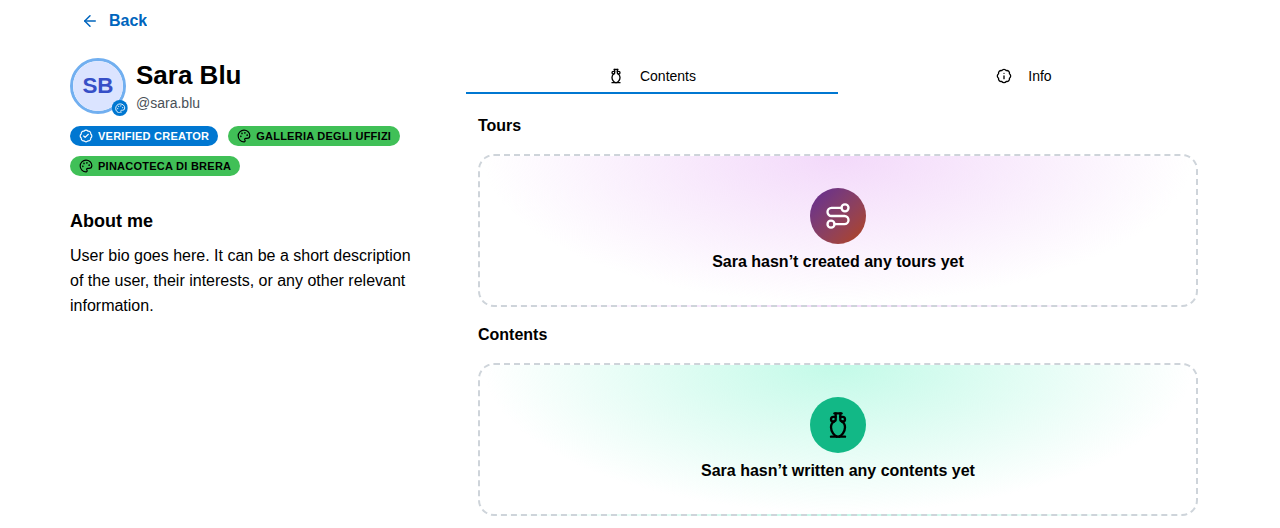 Back
SB
Sara Blu
@sara.blu
VERIFIED CREATOR
GALLERIA DEGLI UFFIZI
PINACOTECA DI BRERA
About me
User bio goes here. It can be a short description
of the user, their interests, or any other relevant
information.
Contents
Info
Tours
Sara hasn’t created any tours yet
Contents
Sara hasn’t written any contents yet